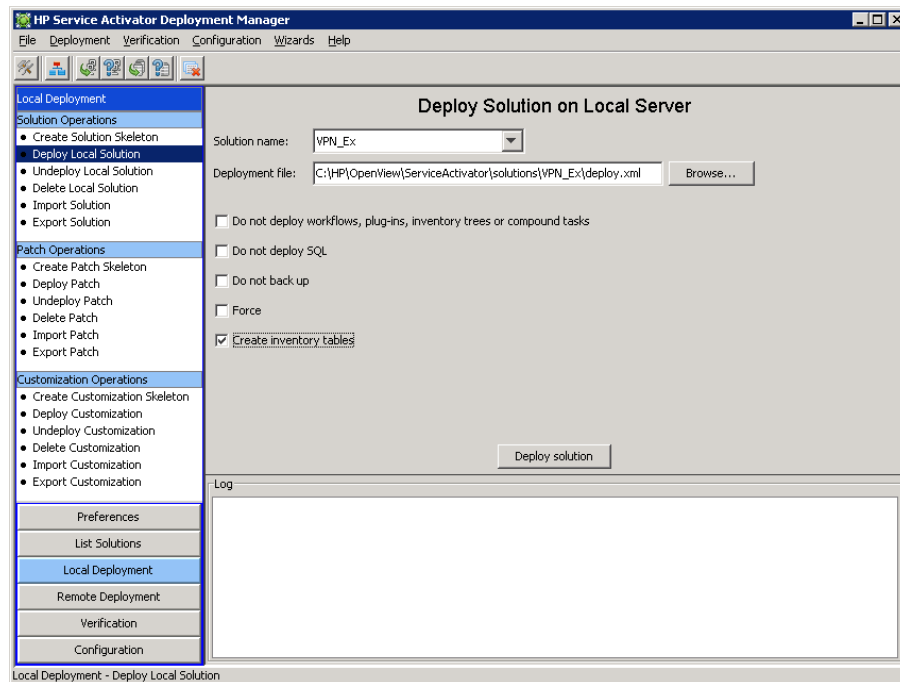 HP Service Activator Deployment Manager
File Deployment Verification Configuration Wizards Help
Local Deployment
Solution Operations
• Create Solution Skeleton
• Deploy Local Solution
• Undeploy Local Solution
• Delete Local Solution
• Import Solution
• Export Solution
Patch Operations
• Create Patch Skeleton
• Deploy Patch
• Undeploy Patch
• Delete Patch
• Import Patch
• Export Patch
Customization Operations
• Create Customization Skeleton
• Deploy Customization
• Undeploy Customization
• Delete Customization
• Import Customization
• Export Customization
Preferences
List Solutions
Local Deployment
Remote Deployment
Verification
Configuration
Deploy Solution on Local Server
Solution name: VPN_Ex
Deployment file: C:\HP\OpenView\ServiceActivator\solutions\VPN_Ex\deploy.xml Browse...
Do not deploy workflows, plug-ins, inventory trees or compound tasks
Do not deploy SQL
Do not back up
Force
Create inventory tables
Deploy solution
Log
Local Deployment - Deploy Local Solution